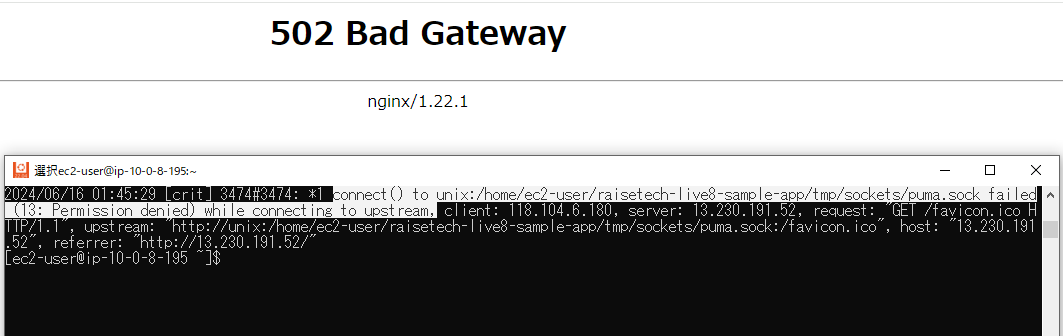 502 Bad Gateway
nginx/1.22.1
選択ec2-user@ip-10-0-8-195:~
2024/06/16 01:45:29 [crit] 3474#3474: *1 connect() to unix:/home/ec2-user/raisetech-live8-sample-app/tmp/sockets/puma.sock failed
(13: Permission denied) while connecting to upstream, client: 118.104.6.180, server: 13.230.191.52, request: "GET /favicon.ico H
TTP/1.1", upstream: "http://unix:/home/ec2-user/raisetech-live8-sample-app/tmp/sockets/puma.sock:/favicon.ico", host: "13.230.191
.52", referrer: "http://13.230.191.52/"
[ec2-user@ip-10-0-8-195 ~]$